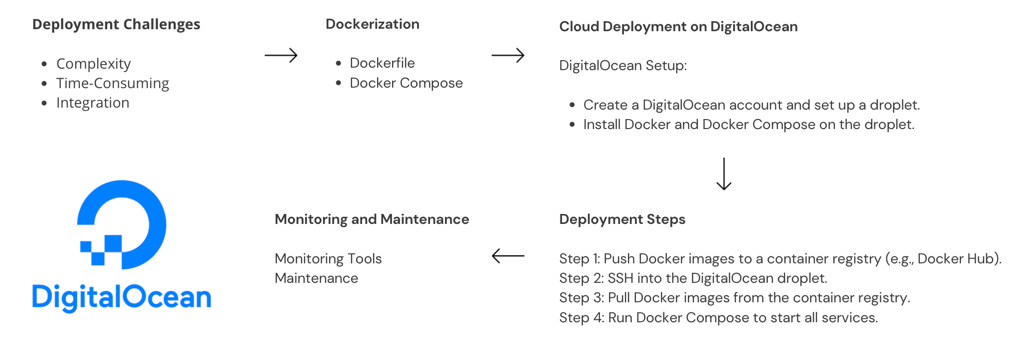 Deployment Challenges
• Complexity
• Time-Consuming
• Integration
Dockerization
• Dockerfile
• Docker Compose
Cloud Deployment on DigitalOcean
DigitalOcean Setup:
• Create a DigitalOcean account and set up a droplet.
• Install Docker and Docker Compose on the droplet.
Deployment Steps
Step 1: Push Docker images to a container registry (e.g., Docker Hub).
Step 2: SSH into the DigitalOcean droplet.
Step 3: Pull Docker images from the container registry.
Step 4: Run Docker Compose to start all services.
Monitoring and Maintenance
Monitoring Tools
Maintenance
DigitalOcean